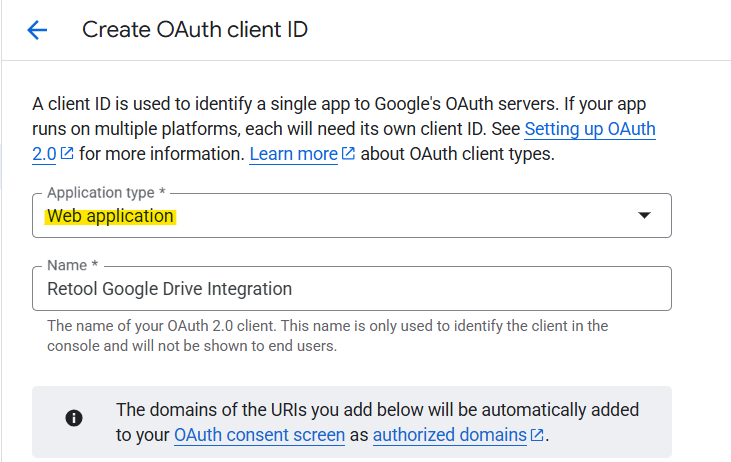 Create OAuth client ID
A client ID is used to identify a single app to Google's OAuth servers. If your app
runs on multiple platforms, each will need its own client ID. See Setting up OAuth
2.0 for more information. Learn more about OAuth client types.
Application type *
Web application
Name *
Retool Google Drive Integration
The name of your OAuth 2.0 client. This name is only used to identify the client in the
console and will not be shown to end users.
The domains of the URIs you add below will be automatically added
to your OAuth consent screen as authorized domains.